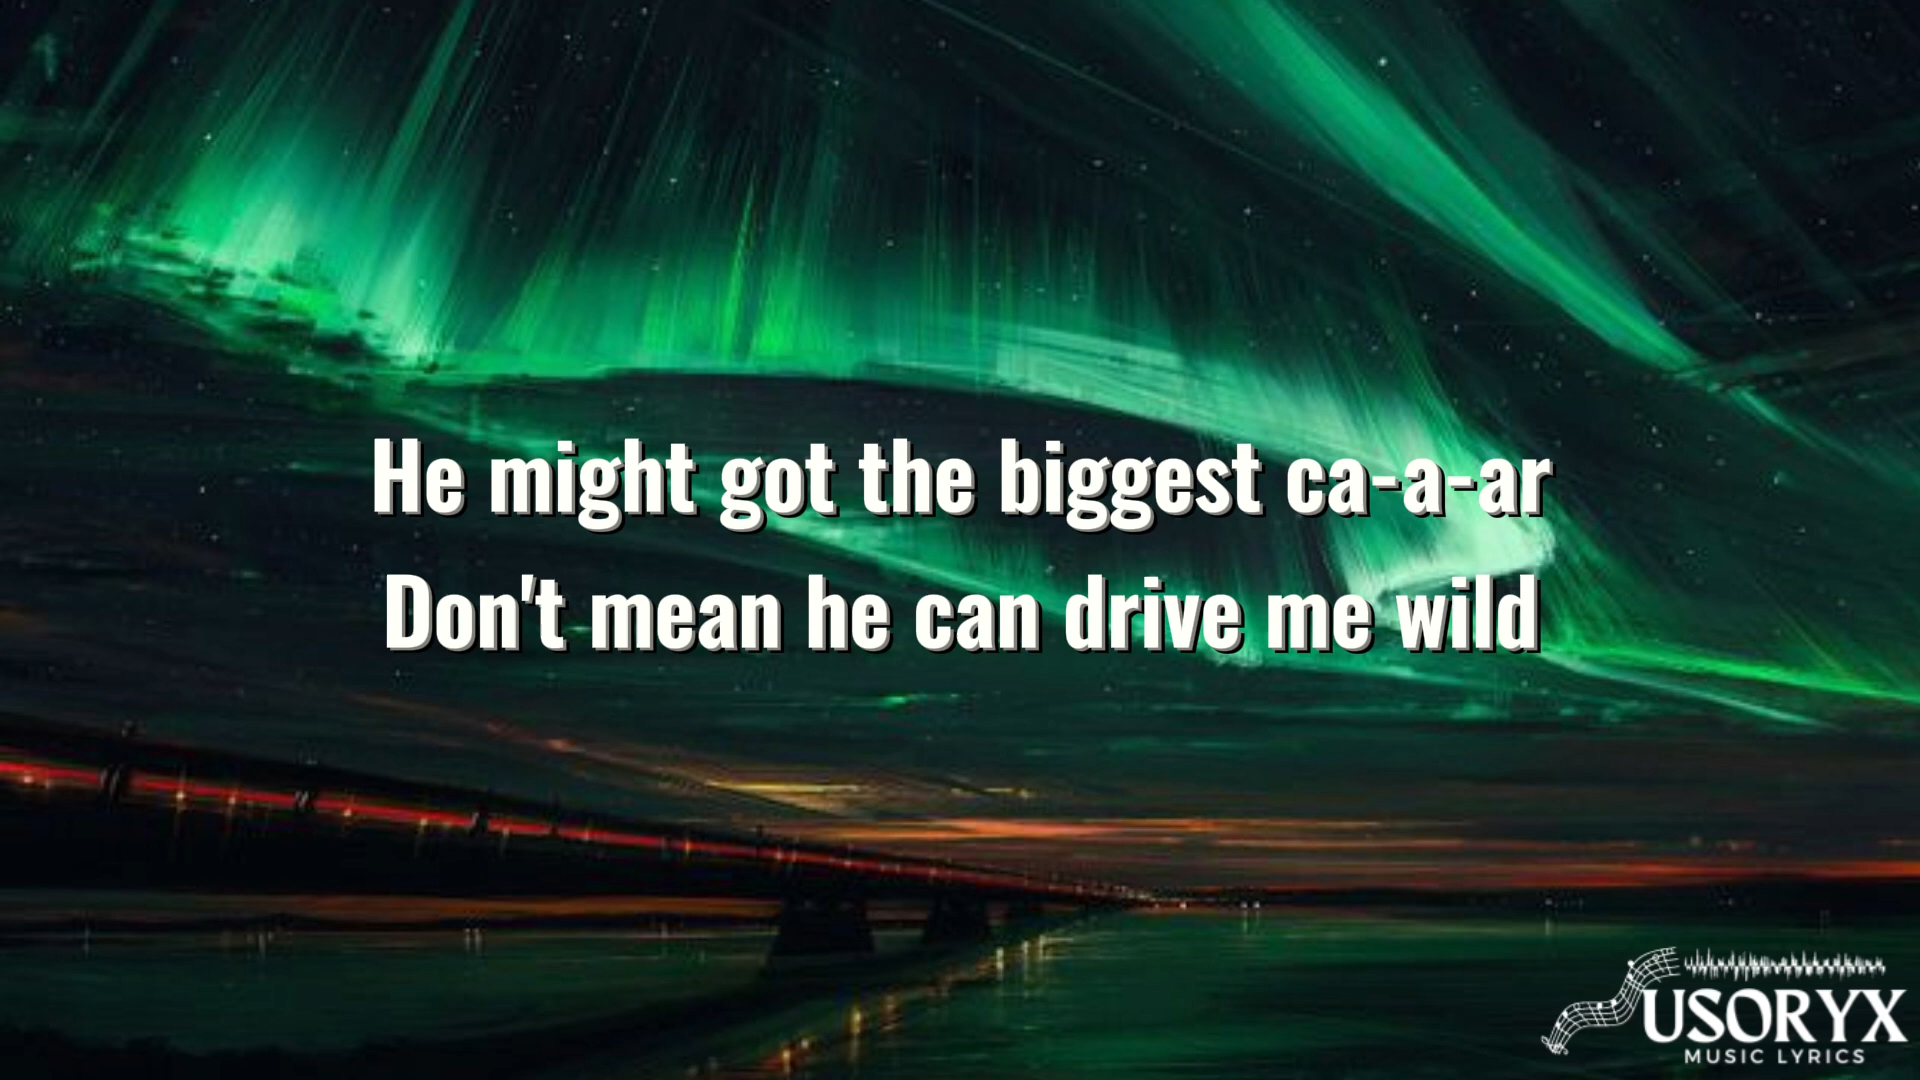 He might got the biggest ca-a-ar
Don't mean he can drive me wild
USORYX
MUSIC LYRICS